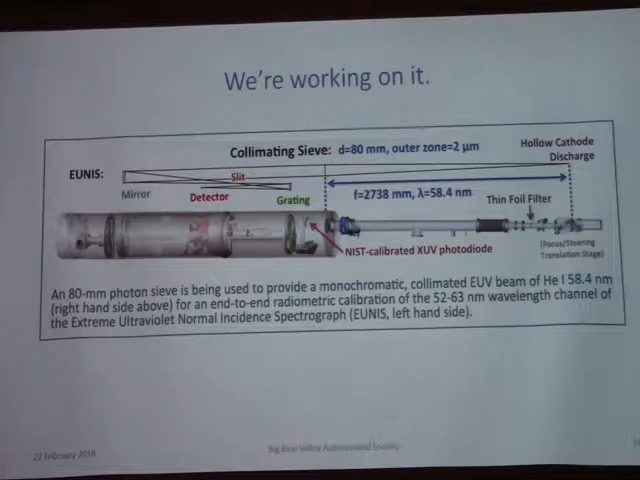 We're working on it.
Collimating Sieve: d=80 mm, outer zone=2 µm
Hollow Cathode
Discharge
EUNIS:
Slit
Mirror
Detector
Grating
f=2738 mm, λ=58.4 nm
Thin Foil Filter
NIST-calibrated XUV photodiode
(Focus/Steering
Translation Stage)
An 80-mm photon sieve is being used to provide a monochromatic, collimated EUV beam of He I 58.4 nm
(right hand side above) for an end-to-end radiometric calibration of the 52-63 nm wavelength channel of
the Extreme Ultraviolet Normal Incidence Spectrograph (EUNIS, left hand side).
22 February 2018
Big Bear Valley Astronomical Society